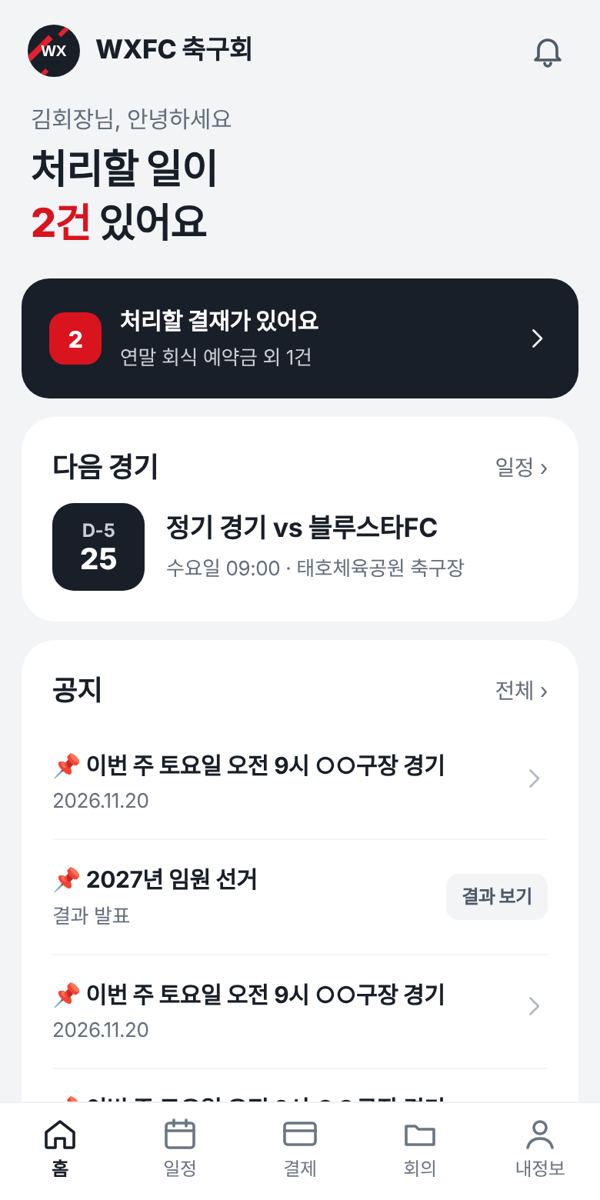 WX
WXFC 축구회
김회장님, 안녕하세요
처리할 일이
2건 있어요
2
처리할 결재가 있어요
연말 회식 예약금 외 1건
다음 경기
일정 ›
D-5
25
정기 경기 vs 블루스타FC
수요일 09:00 · 태호체육공원 축구장
공지
전체 ›
📌 이번 주 토요일 오전 9시 ○○구장 경기
2026.11.20
📌 2027년 임원 선거
결과 발표
결과 보기
📌 이번 주 토요일 오전 9시 ○○구장 경기
2026.11.20
홈
일정
결제
회의
내정보